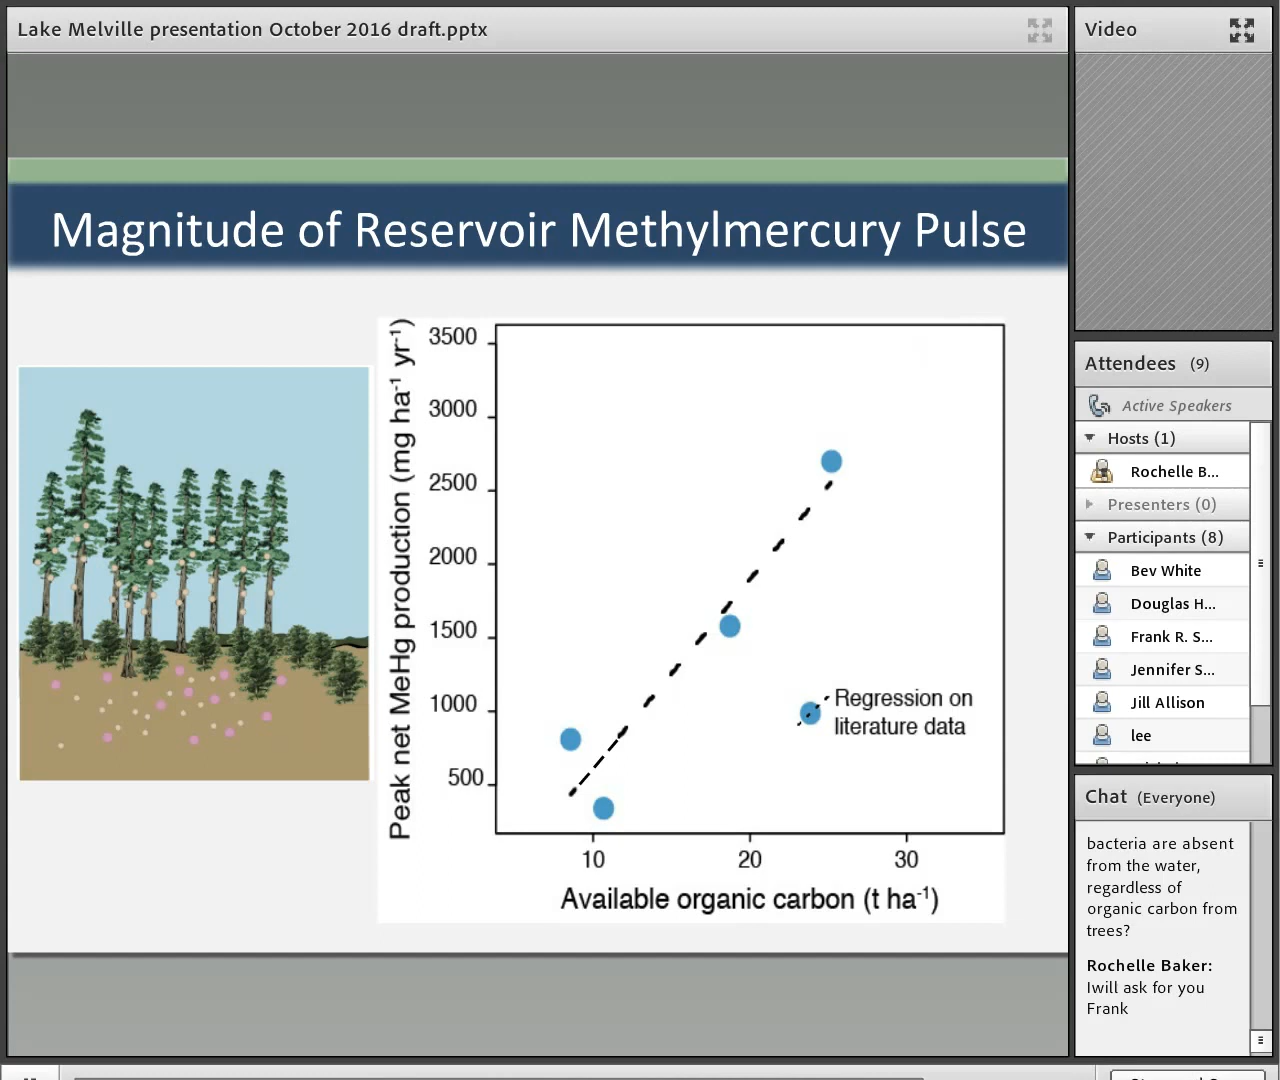 Lake Melville presentation October 2016 draft.pptx
Magnitude of Reservoir Methylmercury Pulse
Peak net MeHg production (mg ha⁻¹ yr⁻¹)
3500
3000
2500
2000
1500
1000
500
Regression on
literature data
10 20 30
Available organic carbon (t ha⁻¹)
Video
Attendees (9)
Active Speakers
Hosts (1)
Rochelle B...
Presenters (0)
Participants (8)
Bev White
Douglas H...
Frank R. S...
Jennifer S...
Jill Allison
lee
Chat (Everyone)
bacteria are absent
from the water,
regardless of
organic carbon from
trees?
Rochelle Baker:
Iwill ask for you
Frank